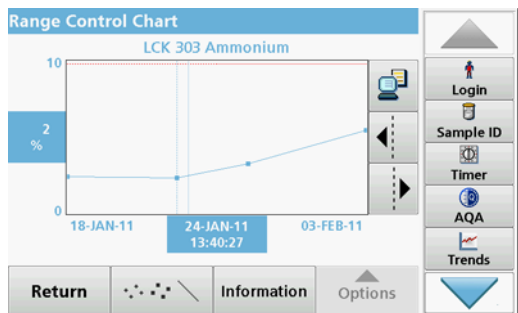 Range Control Chart
LCK 303 Ammonium
10
2
%
0
18-JAN-11
24-JAN-11
13:40:27
03-FEB-11
Return
Information
Options
Login
Sample ID
Timer
AQA
Trends